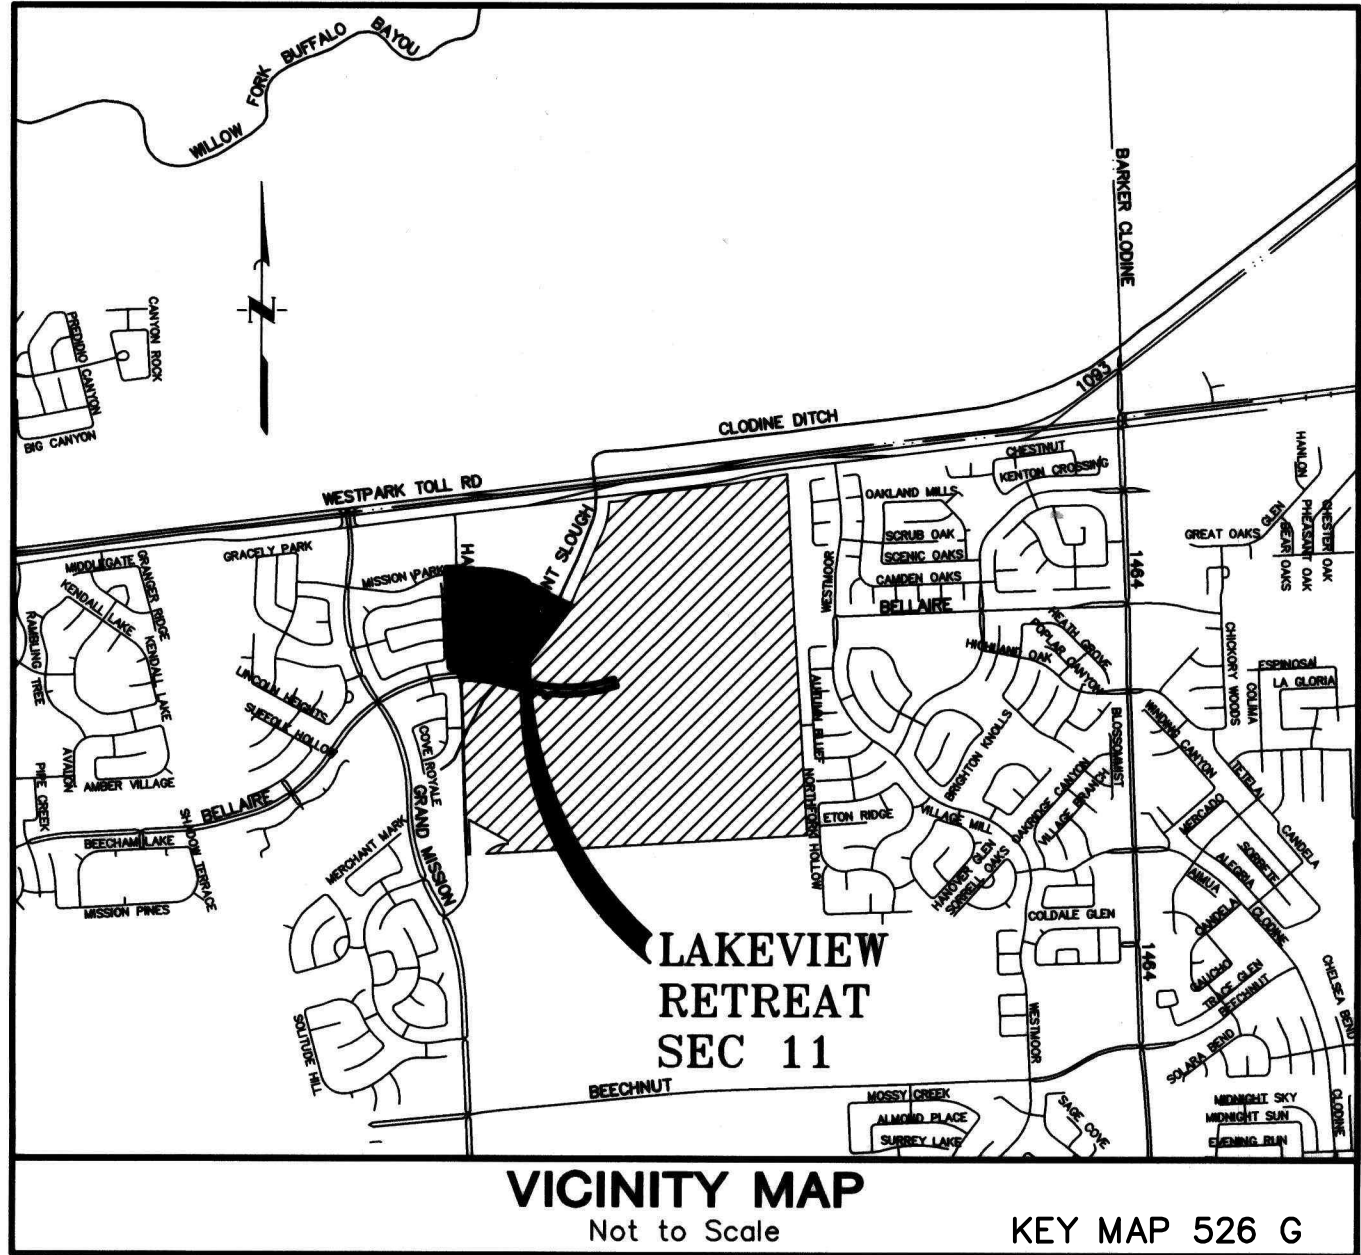 WILLOW FORK BUFFALO BAYOU
BARKER CLODINE
N
CANYON ROCK
PREDIDIO CANYON
BIG CANYON
1093
CLODINE DITCH
WESTPARK TOLL RD
CHESTNUT
KENTON CROSSING
HANLON
OAKLAND MILLS
GREAT OAKS GLEN
BEAR OAKS
PHEASANT OAK
CHESTER OAK
SCRUB OAK
SCENIC OAKS
CAMDEN OAKS
WESTMOOR
BELLAIRE
1464
MIDDLEGATE
GRANGER RIDGE
KENDALL LAKE
KENDALL LAKE
RAMBLING TREE
GRACELY PARK
MISSION PARK
HEATH GROVE
POPLAR CANYON
HIGHLAND OAK
CHICKORY WOODS
ESPINOSA
LA GLORIA
COLIMA
LINCOLN HEIGHTS
SUFFOLK HOLLOW
COVE ROYALE
AUTUMN BLUFF
BRIGHTON KNOLLS
BLOSSOMMIST
WINDING CANYON
TETELA
AVALON
PIPE CREEK
AMBER VILLAGE
BELLAIRE
GRAND MISSION
NORTHFORK HOLLOW
ETON RIDGE
VILLAGE MILL
OAKRIDGE CANYON
VILLAGE BRANCH
MERCADO
CANDELA
BEECHAM LAKE
SHADOW TERRACE
MERCHANT MARK
HANOVER GLEN
SORRELL OAKS
SORRETE
ALEGRIA
AIMUA
MISSION PINES
COLDALE GLEN
CANDELA
CLODINE
LAKEVIEW
RETREAT
SEC 11
1464
GAUCHO
TRACE GLEN
BEECHNUT
CHELSEA BEND
SOLITUDE HILL
WESTMOOR
SOLARA BEND
BEECHNUT
MOSSY CREEK
ALMOND PLACE
SURREY LAKE
SAGE COVE
MIDNIGHT SKY
MIDNIGHT SUN
EVENING RUN
CLODINE
VICINITY MAP
Not to Scale
KEY MAP 526 G